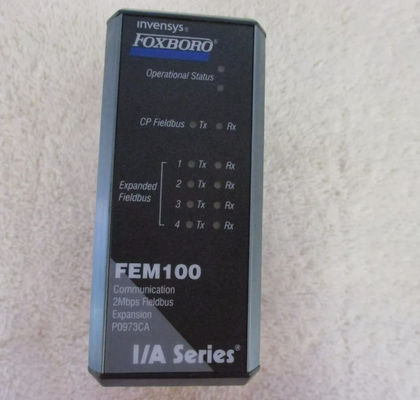 invensys®
FOXBORO®
Operational Status
CP Fieldbus Tx Rx
1 Tx Rx
Expanded Fieldbus
2 Tx Rx
3 Tx Rx
4 Tx Rx
FEM100
Communication
2Mbps Fieldbus
Expansion
P0973CA
I/A Series®